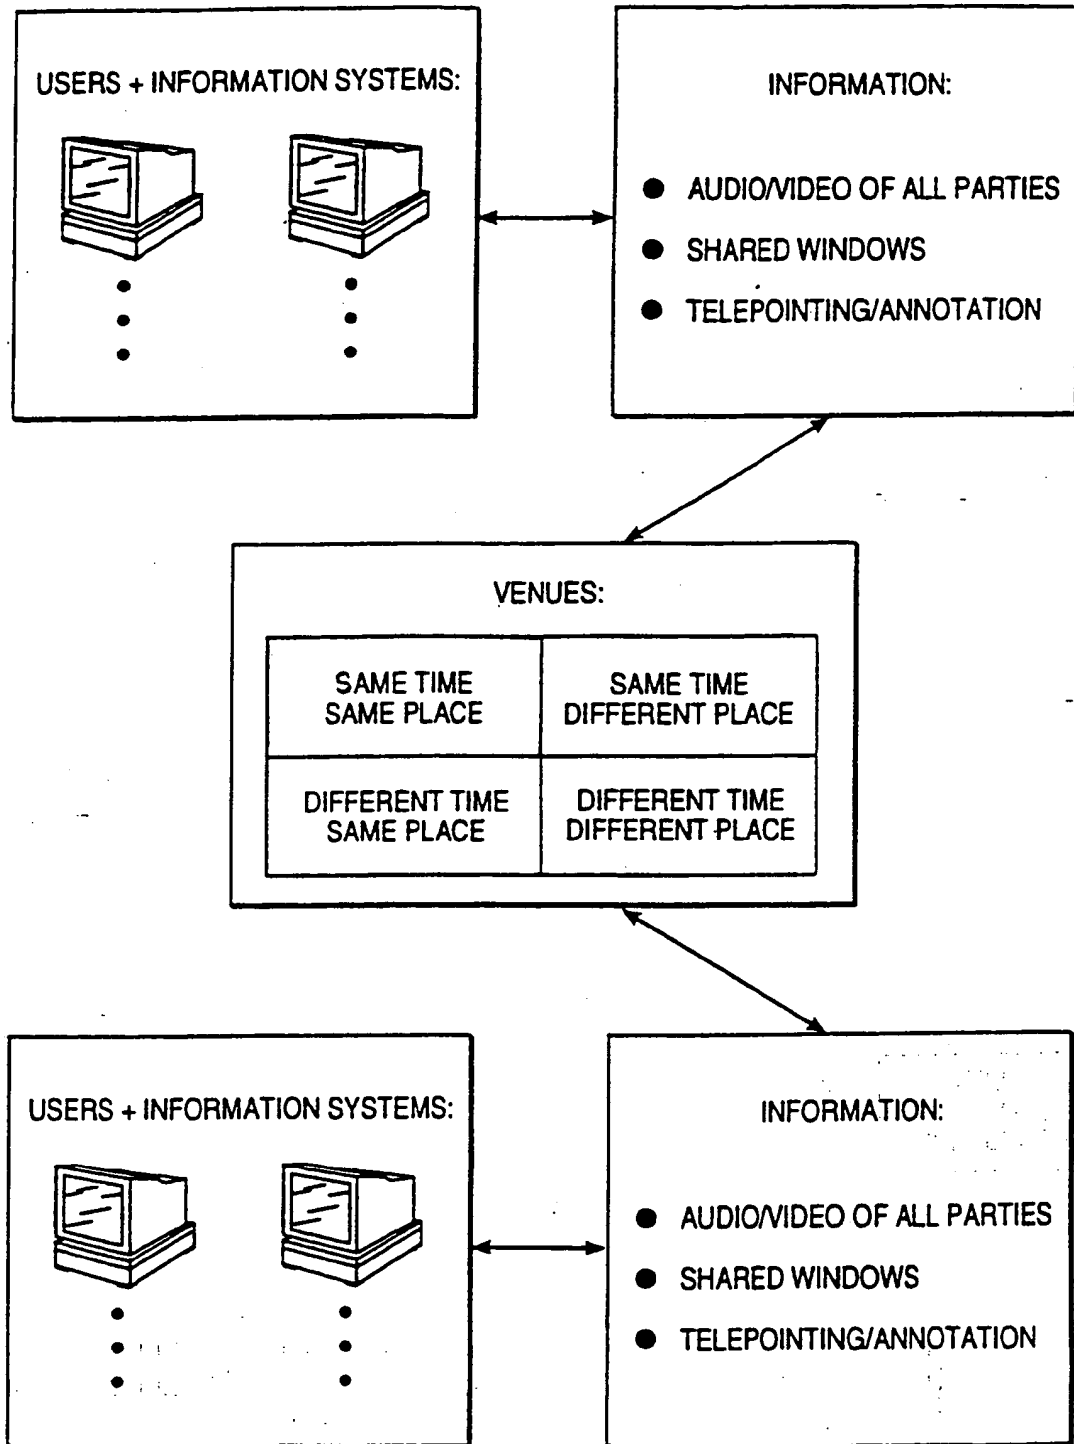 USERS + INFORMATION SYSTEMS:
INFORMATION:
● AUDIO/VIDEO OF ALL PARTIES
● SHARED WINDOWS
● TELEPOINTING/ANNOTATION
VENUES:
SAME TIME
SAME PLACE
SAME TIME
DIFFERENT PLACE
DIFFERENT TIME
SAME PLACE
DIFFERENT TIME
DIFFERENT PLACE
USERS + INFORMATION SYSTEMS:
INFORMATION:
● AUDIO/VIDEO OF ALL PARTIES
● SHARED WINDOWS
● TELEPOINTING/ANNOTATION